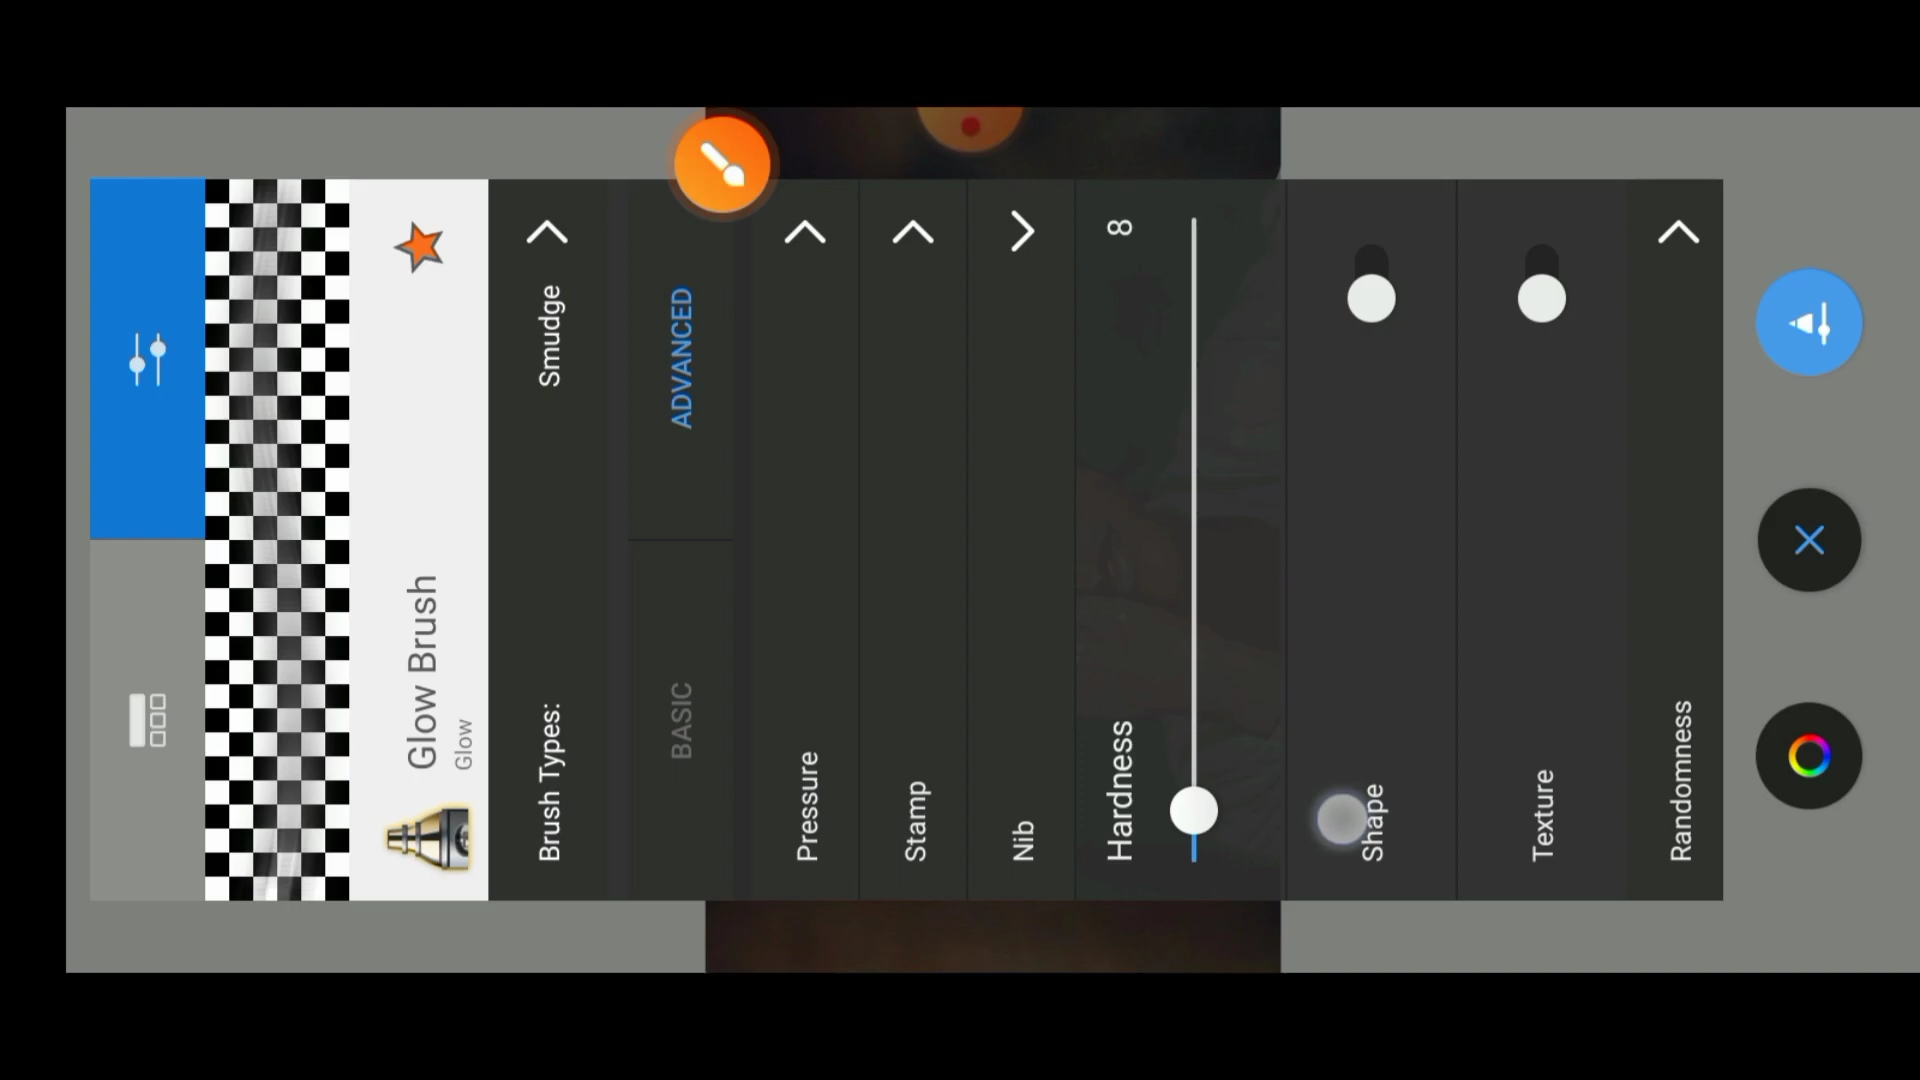 Glow Brush
Glow
Brush Types: Smudge
BASIC ADVANCED
Pressure
Stamp
Nib
Hardness 8
Shape
Texture
Randomness